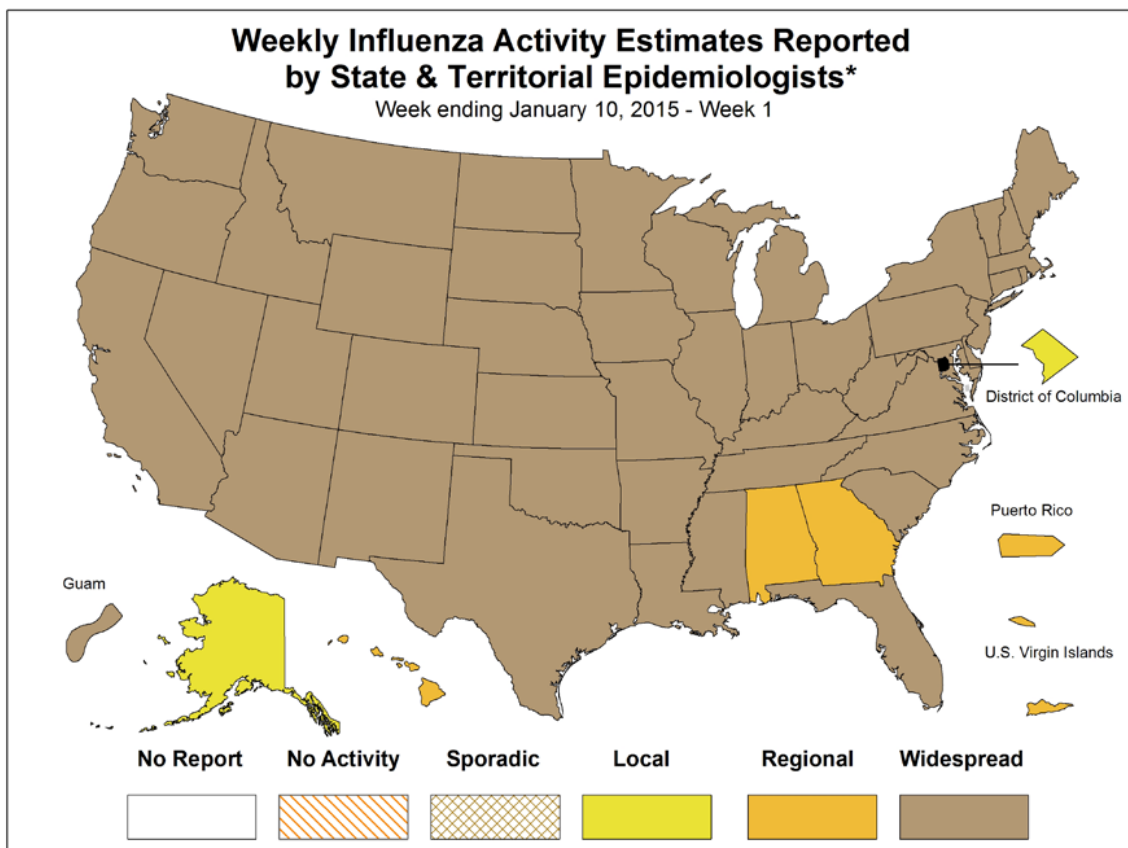 Weekly Influenza Activity Estimates Reported
by State & Territorial Epidemiologists*
Week ending January 10, 2015 - Week 1
District of Columbia
Puerto Rico
Guam
U.S. Virgin Islands
No Report No Activity Sporadic Local Regional Widespread